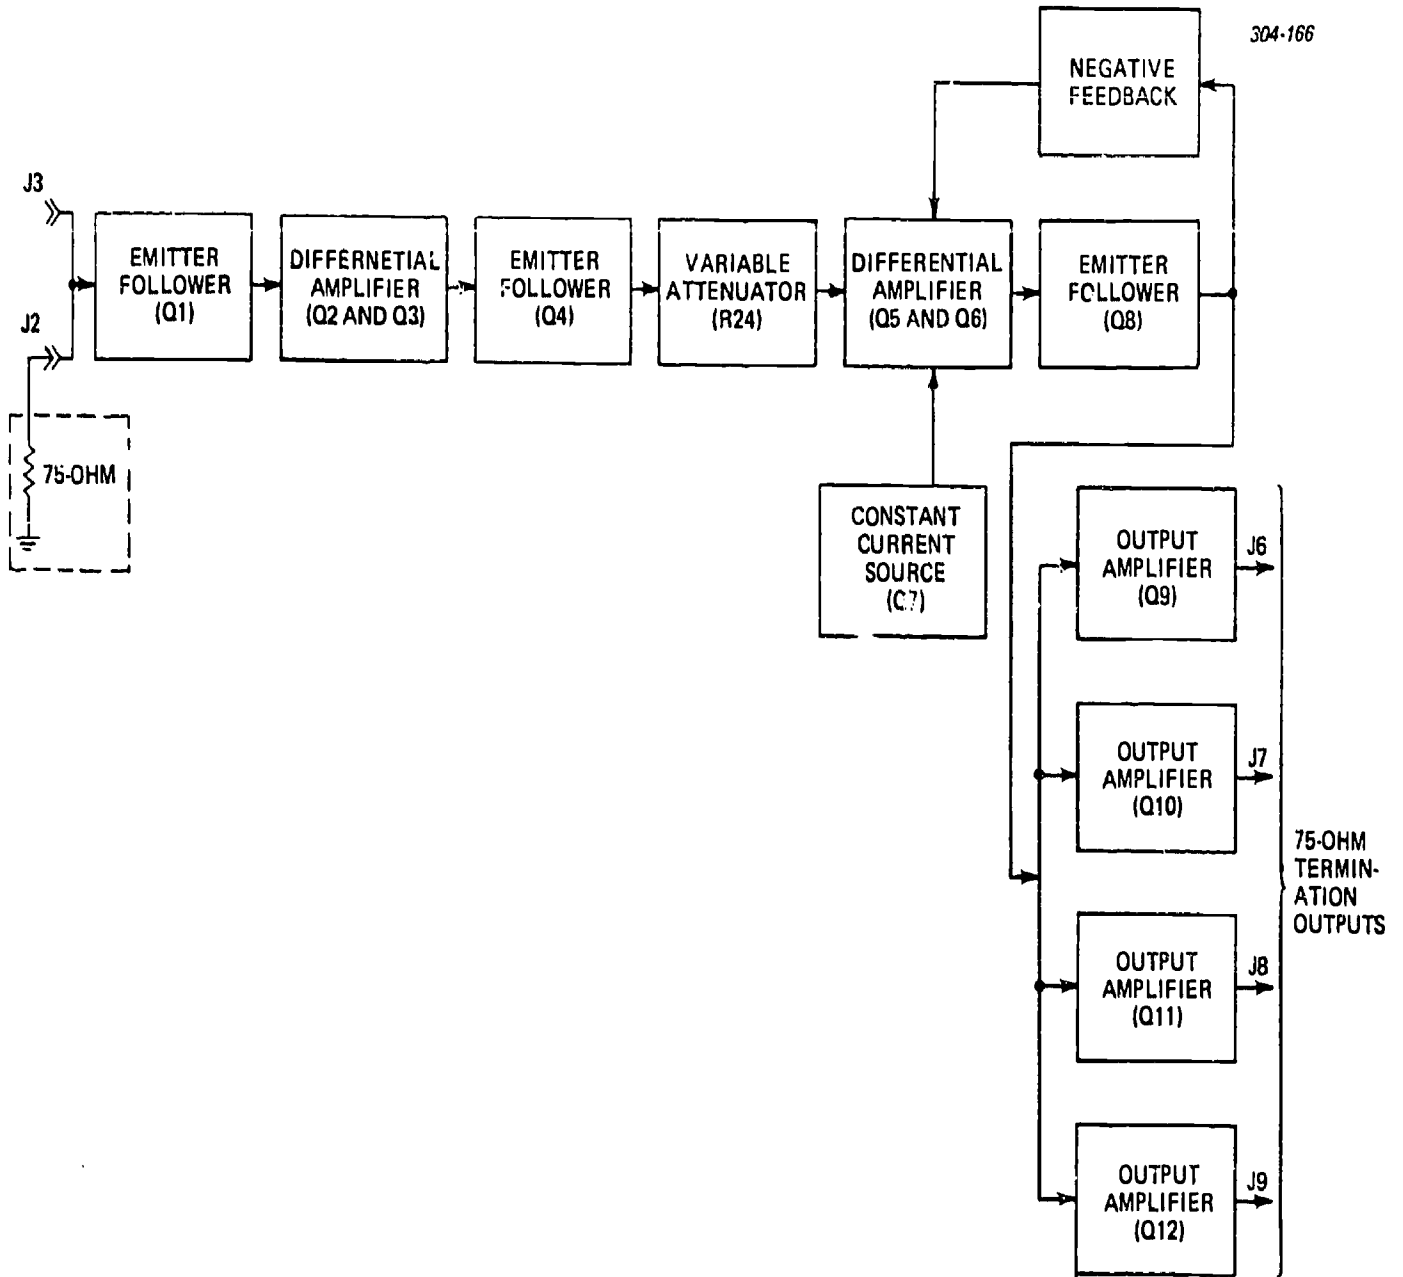 304-166
NEGATIVE
FEEDBACK
J3
J2
75-OHM
EMITTER
FOLLOWER
(Q1)
DIFFERNETIAL
AMPLIFIER
(Q2 AND Q3)
EMITTER
FOLLOWER
(Q4)
VARIABLE
ATTENUATOR
(R24)
DIFFERENTIAL
AMPLIFIER
(Q5 AND Q6)
EMITTER
FOLLOWER
(Q8)
CONSTANT
CURRENT
SOURCE
(Q7)
OUTPUT
AMPLIFIER
(Q9)
J6
OUTPUT
AMPLIFIER
(Q10)
J7
OUTPUT
AMPLIFIER
(Q11)
J8
OUTPUT
AMPLIFIER
(Q12)
J9
75-OHM
TERMIN-
ATION
OUTPUTS